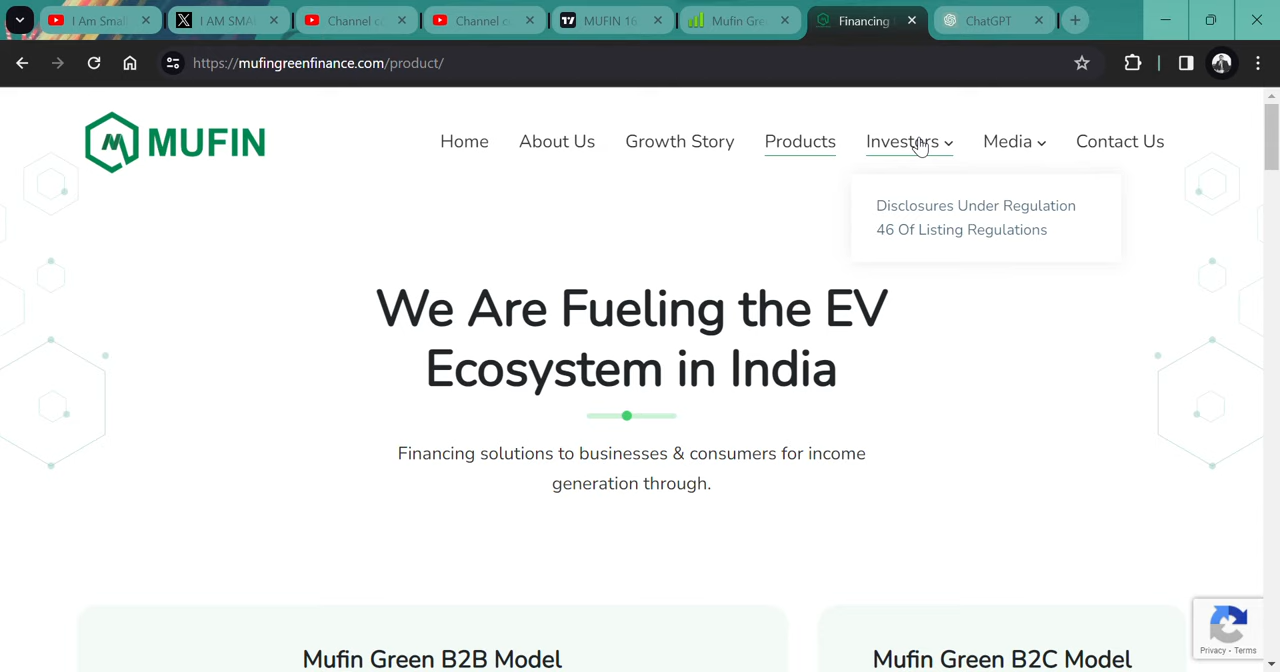 I Am Smal
I AM SMA
Channel c
Channel c
MUFIN 16
Mufin Gre
Financing
ChatGPT
https://mufingreenfinance.com/product/
MUFIN
Home
About Us
Growth Story
Products
Investors
Media
Contact Us
Disclosures Under Regulation
46 Of Listing Regulations
We Are Fueling the EV
Ecosystem in India
Financing solutions to businesses & consumers for income
generation through.
Mufin Green B2B Model
Mufin Green B2C Model
Privacy - Terms